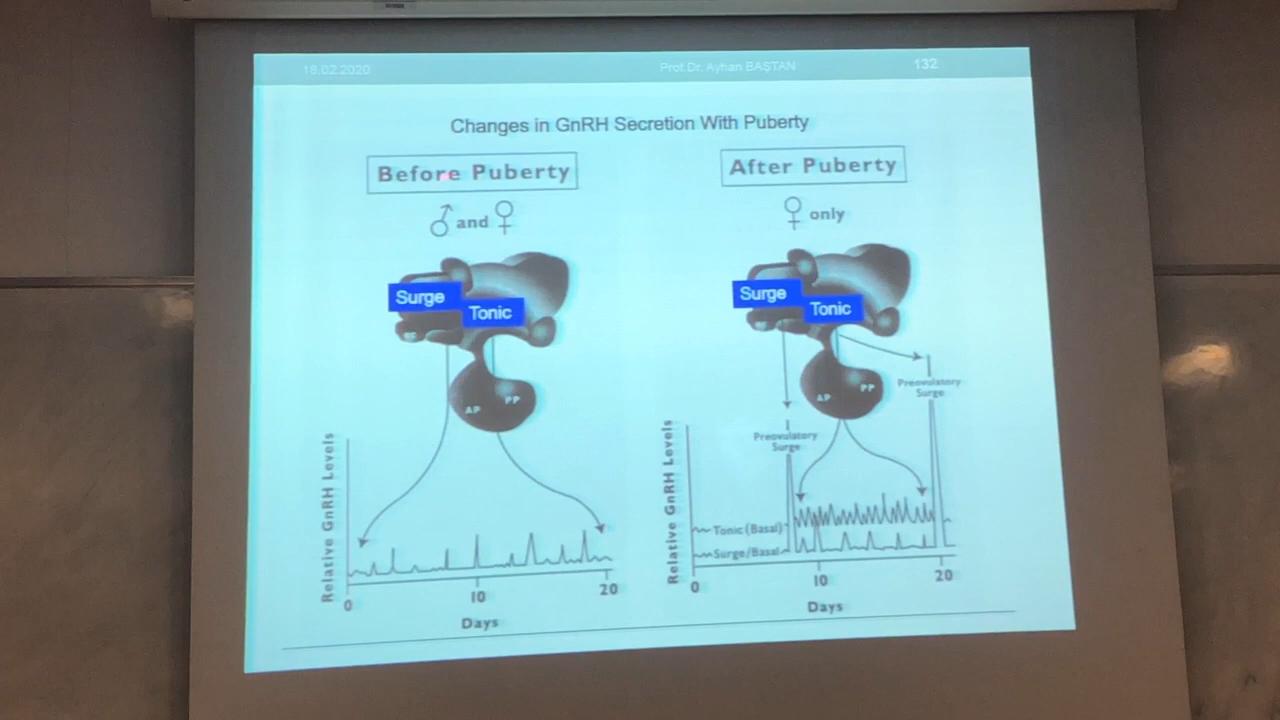 18.02.2020 Prof.Dr. Ayhan BAŞTAN 132
Changes in GnRH Secretion With Puberty
Before Puberty
♂ and ♀
Surge
Tonic
AP PP
Relative GnRH Levels
0 10 20
Days
After Puberty
♀ only
Surge
Tonic
AP PP
Preovulatory
Surge
Preovulatory
Surge
Relative GnRH Levels
Tonic (Basal)
Surge/Basal
0 10 20
Days